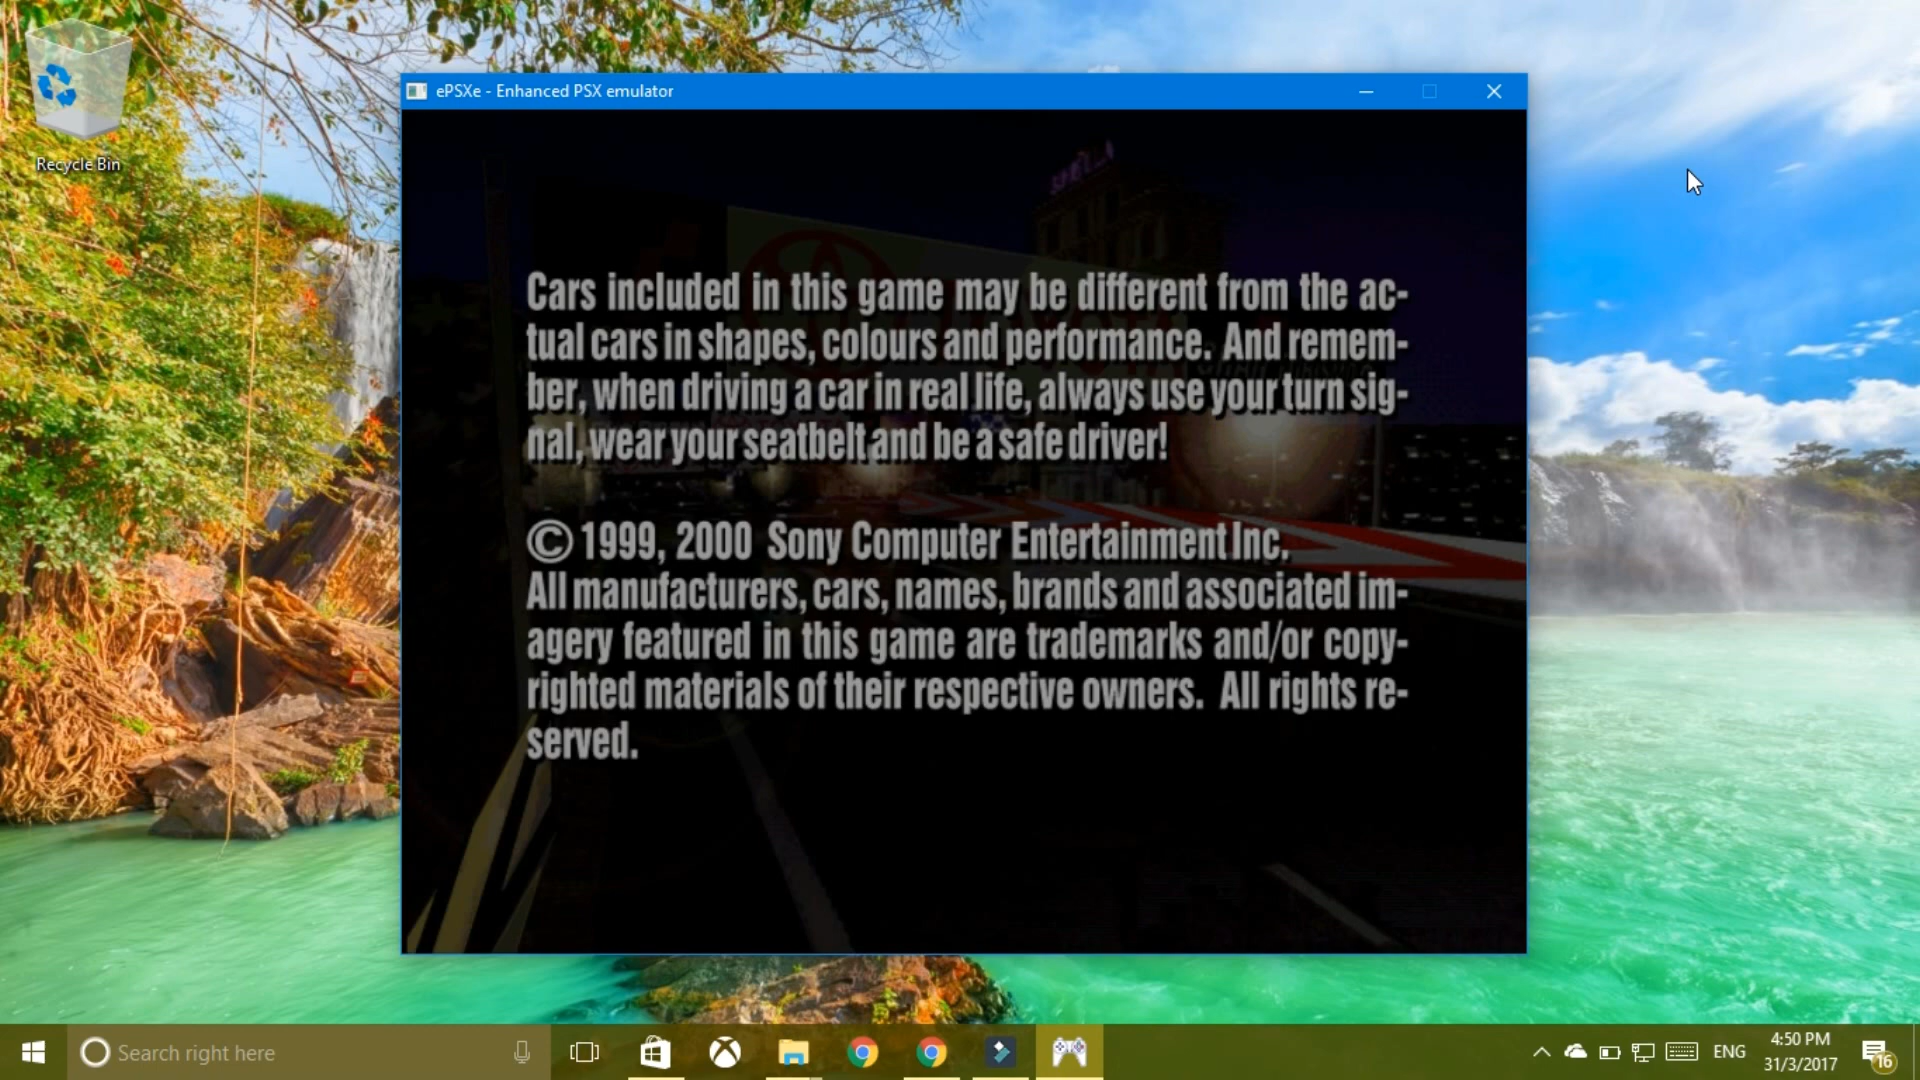 Recycle Bin
ePSXe - Enhanced PSX emulator
Cars included in this game may be different from the ac-
tual cars in shapes, colours and performance. And remem-
ber, when driving a car in real life, always use your turn sig-
nal, wear your seatbelt and be a safe driver!
© 1999, 2000 Sony Computer Entertainment Inc.
All manufacturers, cars, names, brands and associated im-
agery featured in this game are trademarks and/or copy-
righted materials of their respective owners. All rights re-
served.
Search right here
ENG
4:50 PM
31/3/2017
16